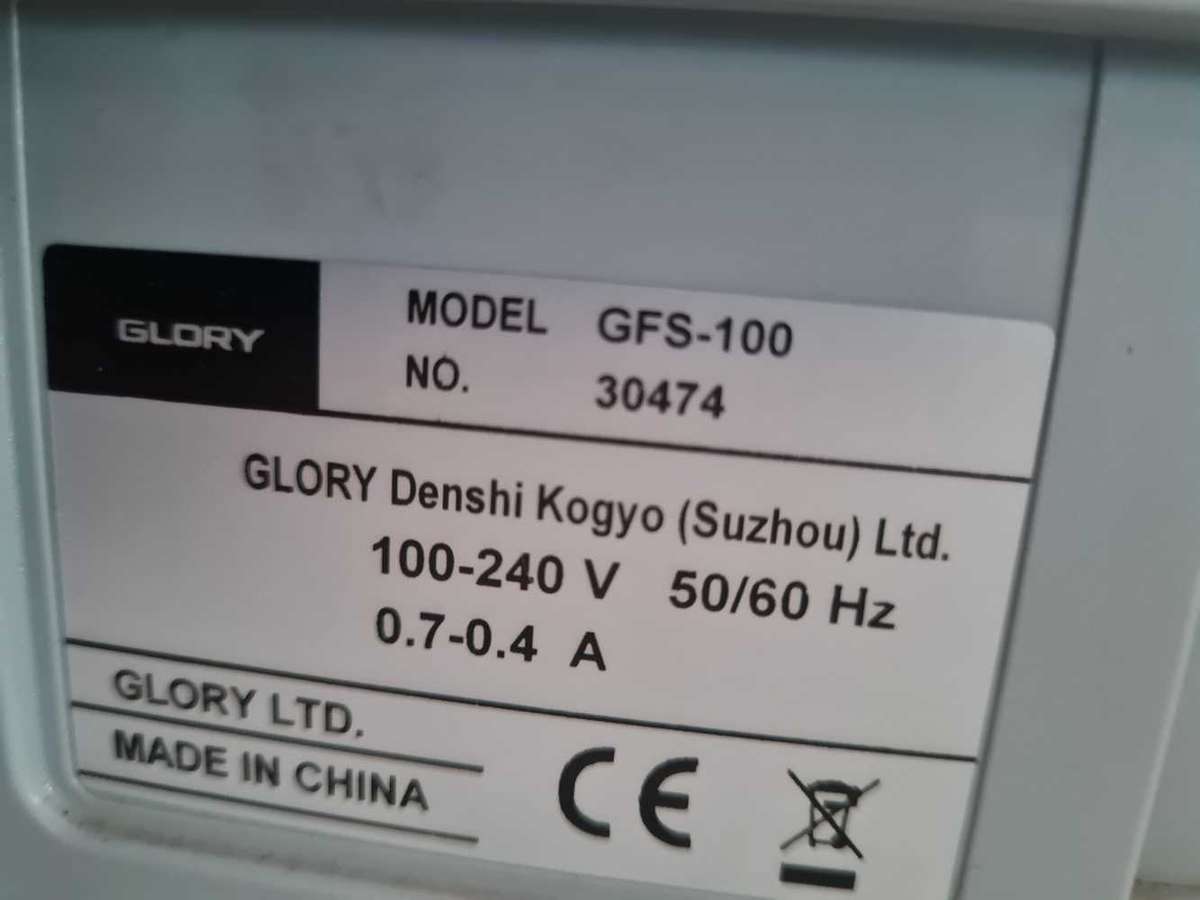 GLORY
MODEL GFS-100
NO. 30474
GLORY Denshi Kogyo (Suzhou) Ltd.
100-240 V 50/60 Hz
0.7-0.4 A
GLORY LTD.
MADE IN CHINA
CE